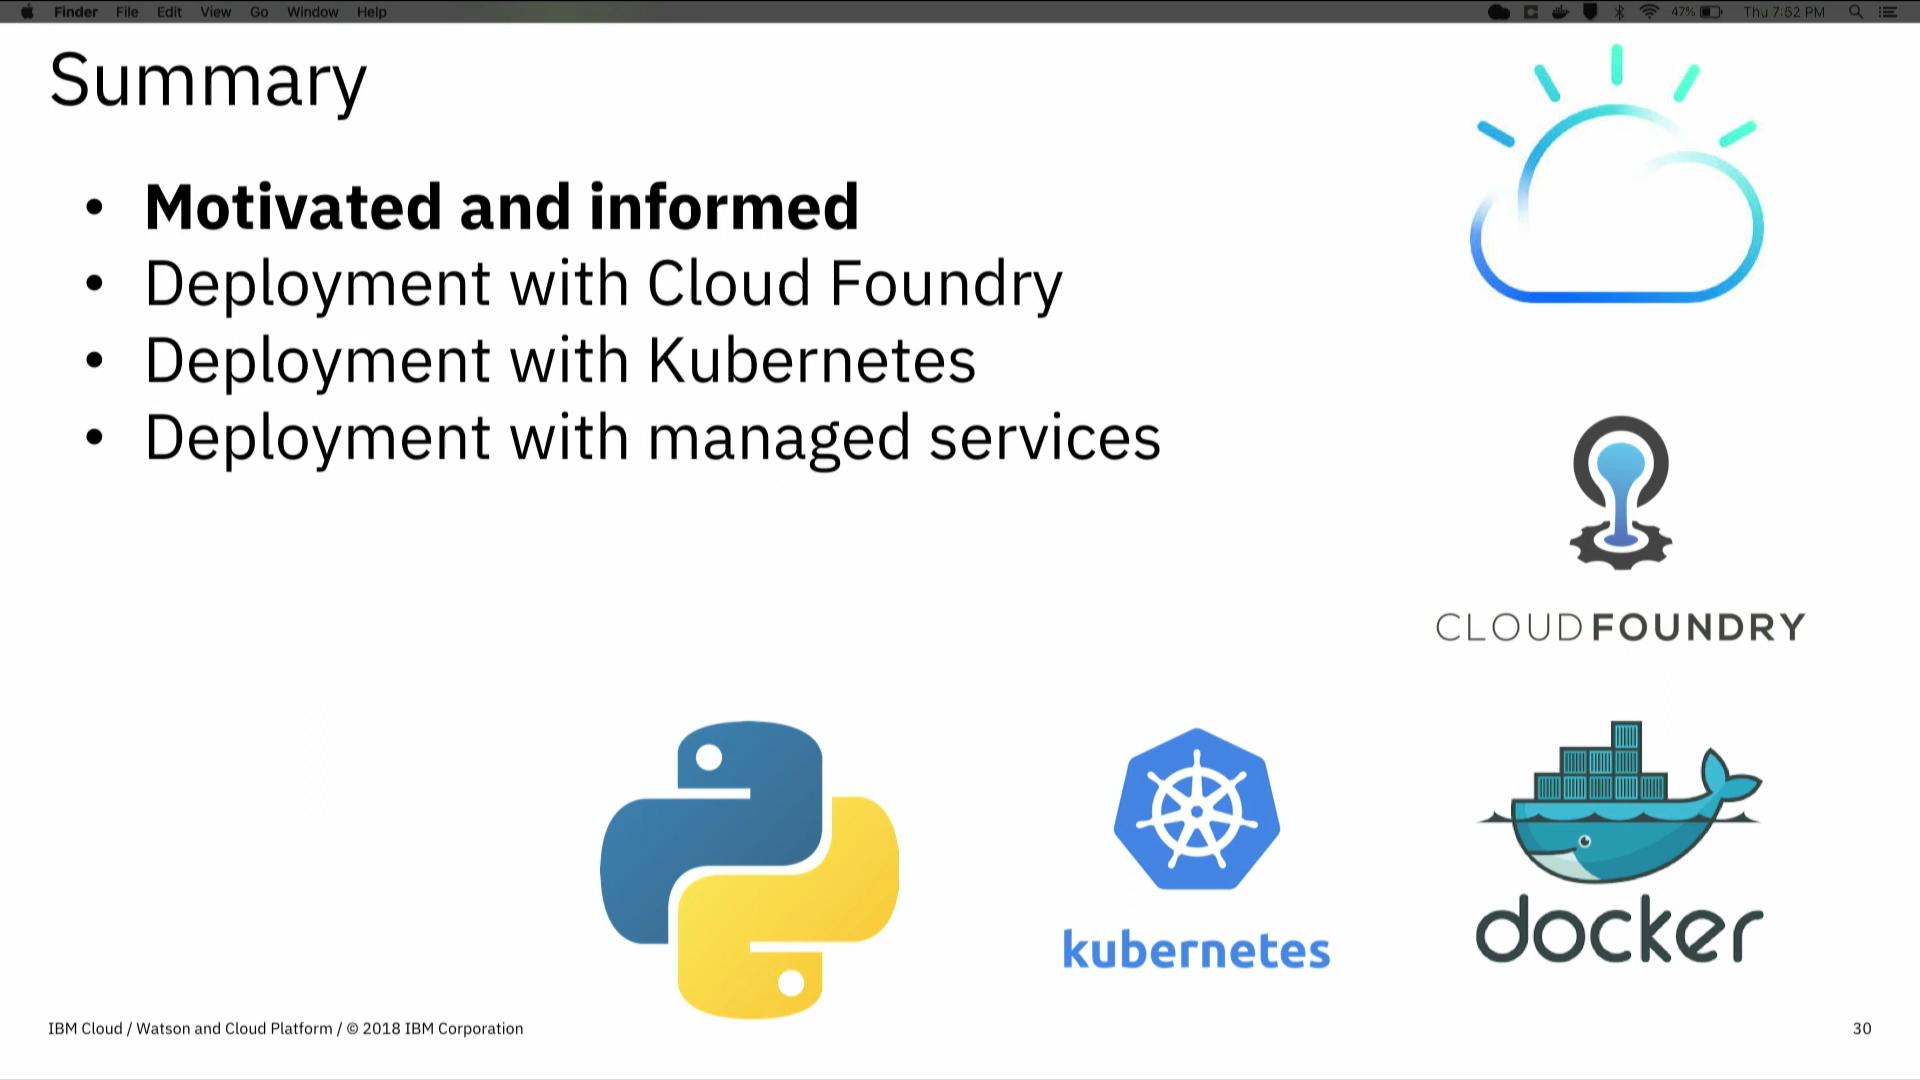 Finder File Edit View Go Window Help 47% Thu 7:52 PM
Summary
• Motivated and informed
• Deployment with Cloud Foundry
• Deployment with Kubernetes
• Deployment with managed services
CLOUD FOUNDRY
kubernetes
docker
IBM Cloud / Watson and Cloud Platform / © 2018 IBM Corporation
30